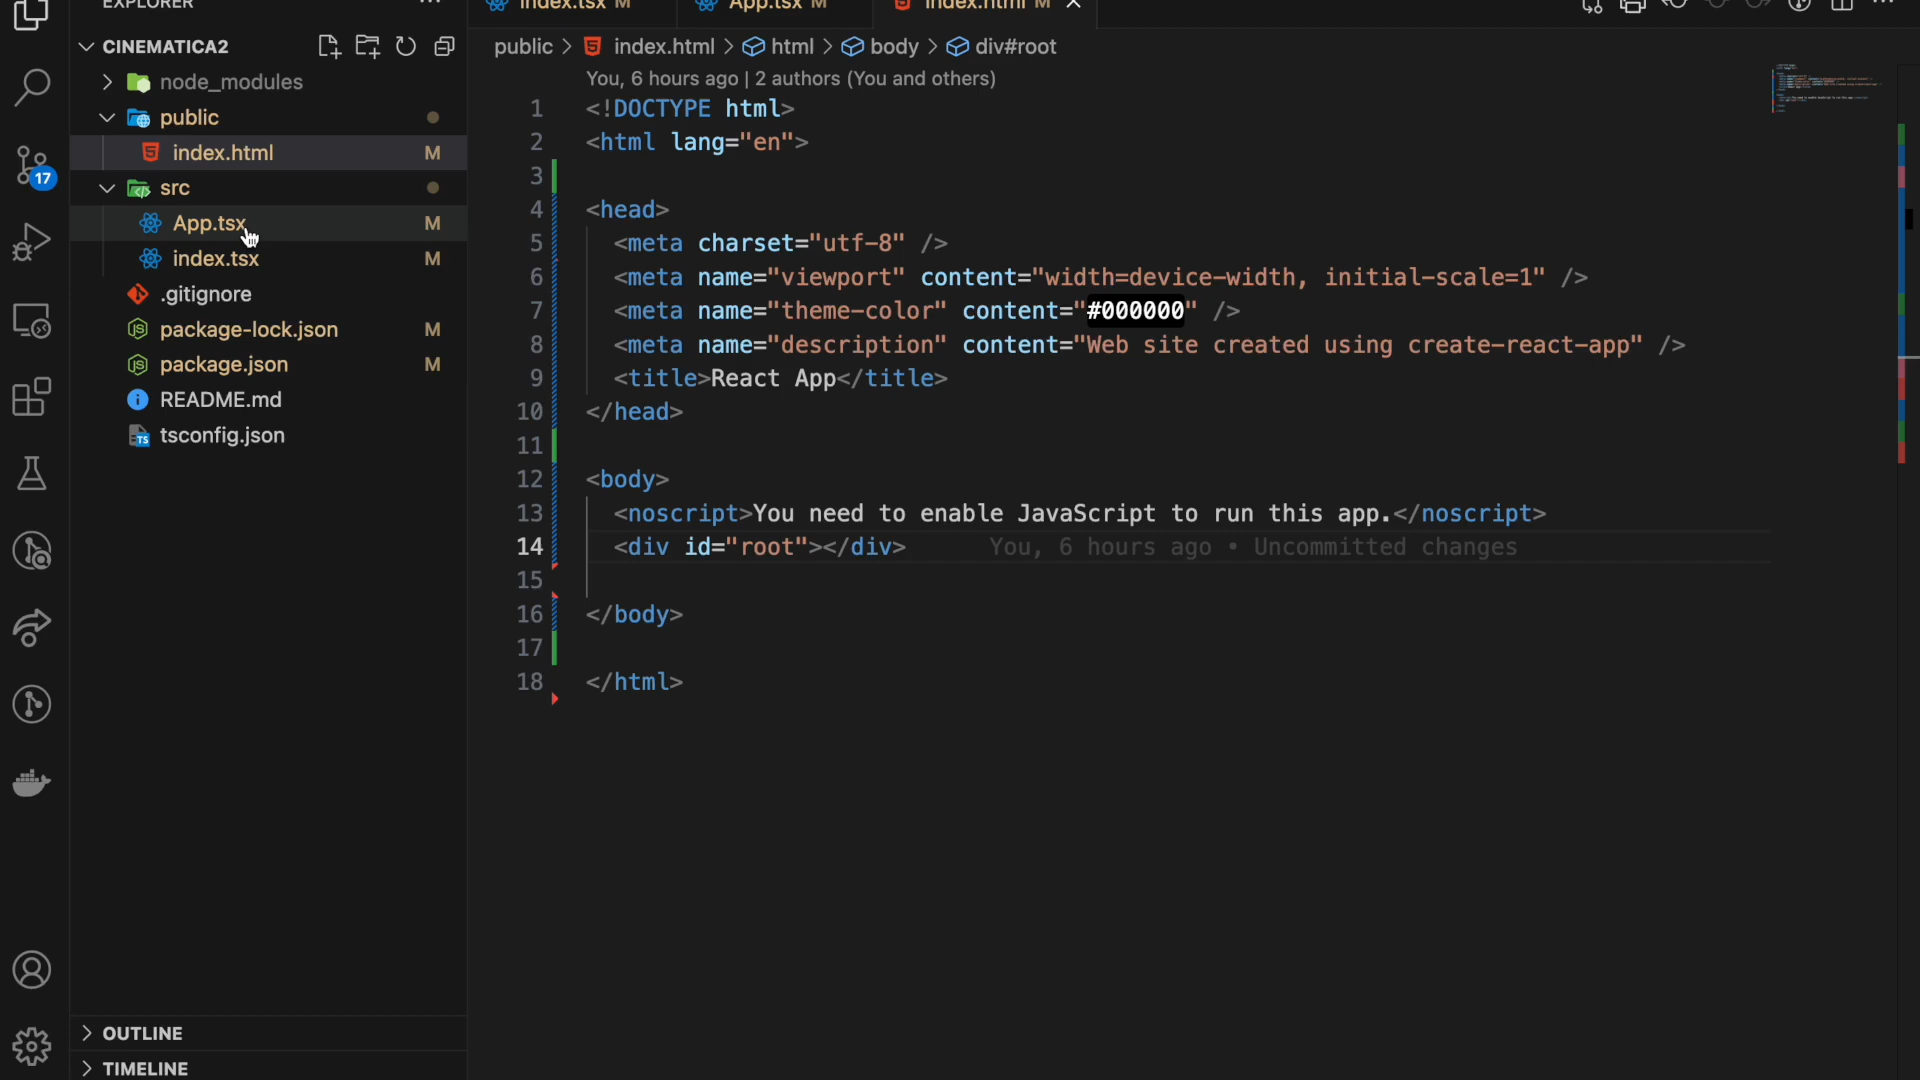 EXPLORER
CINEMATICA2
node_modules
public
index.html M
src
App.tsx M
index.tsx M
.gitignore
package-lock.json M
package.json M
README.md
tsconfig.json
17
OUTLINE
TIMELINE
index.tsx M
App.tsx M
index.html M
public > index.html > html > body > div#root
You, 6 hours ago | 2 authors (You and others)
1 <!DOCTYPE html>
2 <html lang="en">
3
4 <head>
5 <meta charset="utf-8" />
6 <meta name="viewport" content="width=device-width, initial-scale=1" />
7 <meta name="theme-color" content="#000000" />
8 <meta name="description" content="Web site created using create-react-app" />
9 <title>React App</title>
10 </head>
11
12 <body>
13 <noscript>You need to enable JavaScript to run this app.</noscript>
14 <div id="root"></div> You, 6 hours ago • Uncommitted changes
15
16 </body>
17
18 </html>